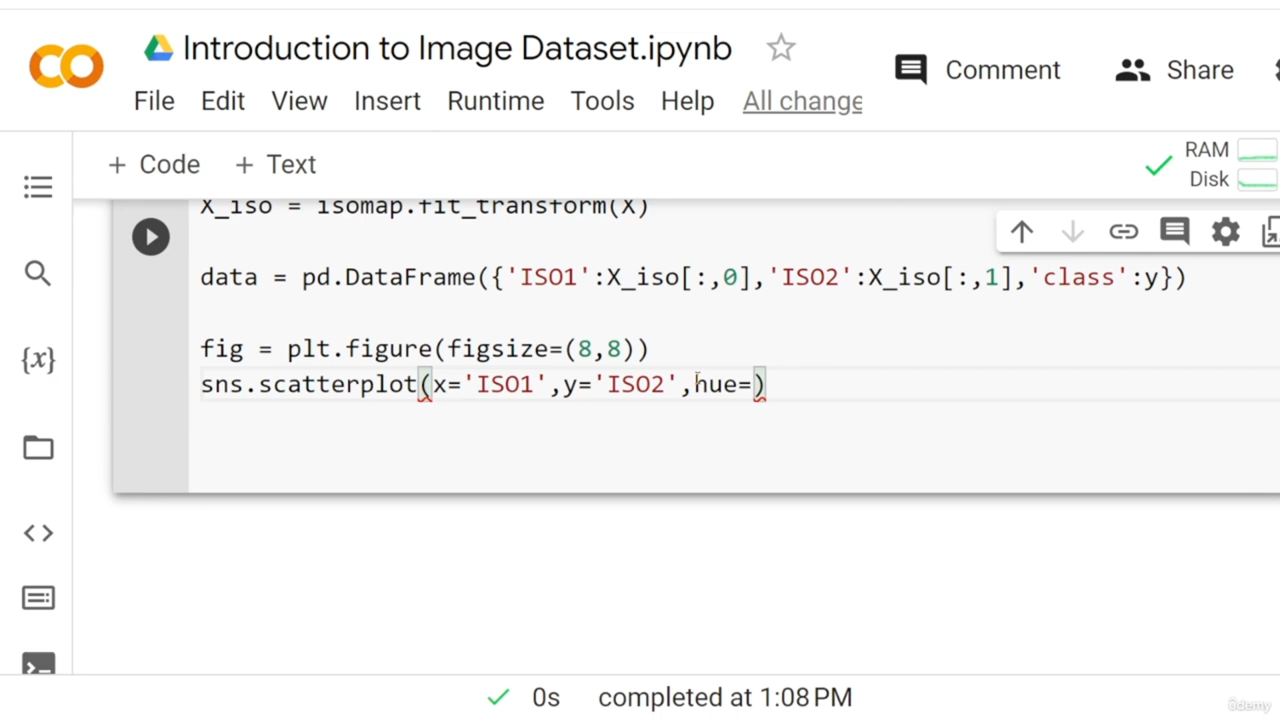 Introduction to Image Dataset.ipynb
Comment
Share
File Edit View Insert Runtime Tools Help All change
+ Code + Text
RAM
Disk
X_iso = isomap.fit_transform(X)
data = pd.DataFrame({'ISO1':X_iso[:,0],'ISO2':X_iso[:,1],'class':y})
fig = plt.figure(figsize=(8,8))
sns.scatterplot(x='ISO1',y='ISO2',hue=)
{x}
0s completed at 1:08 PM
ûdemy